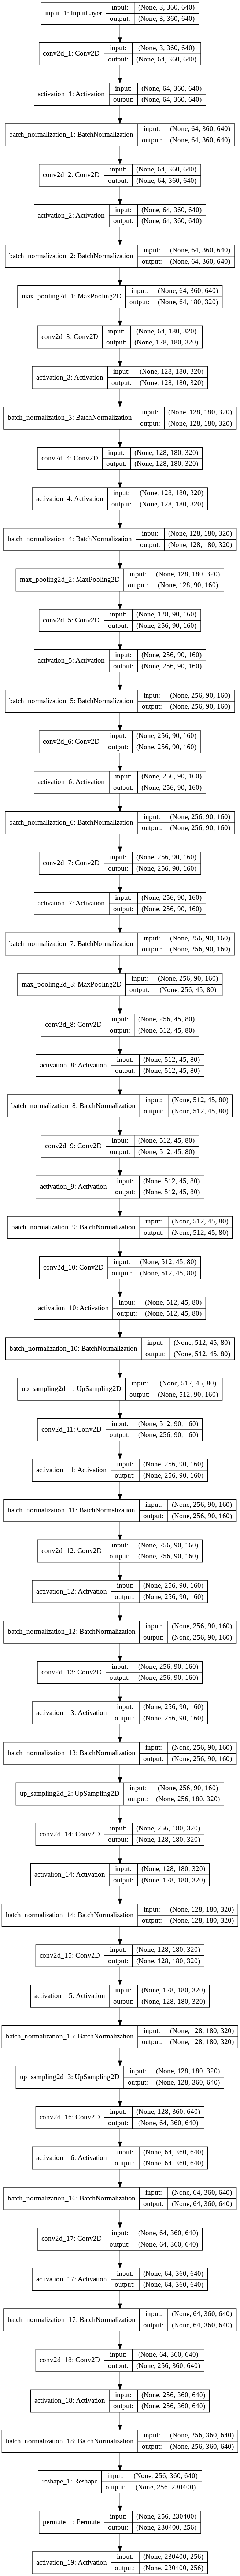 input_1: InputLayer
input: (None, 3, 360, 640)
output: (None, 3, 360, 640)
conv2d_1: Conv2D
input: (None, 3, 360, 640)
output: (None, 64, 360, 640)
activation_1: Activation
input: (None, 64, 360, 640)
output: (None, 64, 360, 640)
batch_normalization_1: BatchNormalization
input: (None, 64, 360, 640)
output: (None, 64, 360, 640)
conv2d_2: Conv2D
input: (None, 64, 360, 640)
output: (None, 64, 360, 640)
activation_2: Activation
input: (None, 64, 360, 640)
output: (None, 64, 360, 640)
batch_normalization_2: BatchNormalization
input: (None, 64, 360, 640)
output: (None, 64, 360, 640)
max_pooling2d_1: MaxPooling2D
input: (None, 64, 360, 640)
output: (None, 64, 180, 320)
conv2d_3: Conv2D
input: (None, 64, 180, 320)
output: (None, 128, 180, 320)
activation_3: Activation
input: (None, 128, 180, 320)
output: (None, 128, 180, 320)
batch_normalization_3: BatchNormalization
input: (None, 128, 180, 320)
output: (None, 128, 180, 320)
conv2d_4: Conv2D
input: (None, 128, 180, 320)
output: (None, 128, 180, 320)
activation_4: Activation
input: (None, 128, 180, 320)
output: (None, 128, 180, 320)
batch_normalization_4: BatchNormalization
input: (None, 128, 180, 320)
output: (None, 128, 180, 320)
max_pooling2d_2: MaxPooling2D
input: (None, 128, 180, 320)
output: (None, 128, 90, 160)
conv2d_5: Conv2D
input: (None, 128, 90, 160)
output: (None, 256, 90, 160)
activation_5: Activation
input: (None, 256, 90, 160)
output: (None, 256, 90, 160)
batch_normalization_5: BatchNormalization
input: (None, 256, 90, 160)
output: (None, 256, 90, 160)
conv2d_6: Conv2D
input: (None, 256, 90, 160)
output: (None, 256, 90, 160)
activation_6: Activation
input: (None, 256, 90, 160)
output: (None, 256, 90, 160)
batch_normalization_6: BatchNormalization
input: (None, 256, 90, 160)
output: (None, 256, 90, 160)
conv2d_7: Conv2D
input: (None, 256, 90, 160)
output: (None, 256, 90, 160)
activation_7: Activation
input: (None, 256, 90, 160)
output: (None, 256, 90, 160)
batch_normalization_7: BatchNormalization
input: (None, 256, 90, 160)
output: (None, 256, 90, 160)
max_pooling2d_3: MaxPooling2D
input: (None, 256, 90, 160)
output: (None, 256, 45, 80)
conv2d_8: Conv2D
input: (None, 256, 45, 80)
output: (None, 512, 45, 80)
activation_8: Activation
input: (None, 512, 45, 80)
output: (None, 512, 45, 80)
batch_normalization_8: BatchNormalization
input: (None, 512, 45, 80)
output: (None, 512, 45, 80)
conv2d_9: Conv2D
input: (None, 512, 45, 80)
output: (None, 512, 45, 80)
activation_9: Activation
input: (None, 512, 45, 80)
output: (None, 512, 45, 80)
batch_normalization_9: BatchNormalization
input: (None, 512, 45, 80)
output: (None, 512, 45, 80)
conv2d_10: Conv2D
input: (None, 512, 45, 80)
output: (None, 512, 45, 80)
activation_10: Activation
input: (None, 512, 45, 80)
output: (None, 512, 45, 80)
batch_normalization_10: BatchNormalization
input: (None, 512, 45, 80)
output: (None, 512, 45, 80)
up_sampling2d_1: UpSampling2D
input: (None, 512, 45, 80)
output: (None, 512, 90, 160)
conv2d_11: Conv2D
input: (None, 512, 90, 160)
output: (None, 256, 90, 160)
activation_11: Activation
input: (None, 256, 90, 160)
output: (None, 256, 90, 160)
batch_normalization_11: BatchNormalization
input: (None, 256, 90, 160)
output: (None, 256, 90, 160)
conv2d_12: Conv2D
input: (None, 256, 90, 160)
output: (None, 256, 90, 160)
activation_12: Activation
input: (None, 256, 90, 160)
output: (None, 256, 90, 160)
batch_normalization_12: BatchNormalization
input: (None, 256, 90, 160)
output: (None, 256, 90, 160)
conv2d_13: Conv2D
input: (None, 256, 90, 160)
output: (None, 256, 90, 160)
activation_13: Activation
input: (None, 256, 90, 160)
output: (None, 256, 90, 160)
batch_normalization_13: BatchNormalization
input: (None, 256, 90, 160)
output: (None, 256, 90, 160)
up_sampling2d_2: UpSampling2D
input: (None, 256, 90, 160)
output: (None, 256, 180, 320)
conv2d_14: Conv2D
input: (None, 256, 180, 320)
output: (None, 128, 180, 320)
activation_14: Activation
input: (None, 128, 180, 320)
output: (None, 128, 180, 320)
batch_normalization_14: BatchNormalization
input: (None, 128, 180, 320)
output: (None, 128, 180, 320)
conv2d_15: Conv2D
input: (None, 128, 180, 320)
output: (None, 128, 180, 320)
activation_15: Activation
input: (None, 128, 180, 320)
output: (None, 128, 180, 320)
batch_normalization_15: BatchNormalization
input: (None, 128, 180, 320)
output: (None, 128, 180, 320)
up_sampling2d_3: UpSampling2D
input: (None, 128, 180, 320)
output: (None, 128, 360, 640)
conv2d_16: Conv2D
input: (None, 128, 360, 640)
output: (None, 64, 360, 640)
activation_16: Activation
input: (None, 64, 360, 640)
output: (None, 64, 360, 640)
batch_normalization_16: BatchNormalization
input: (None, 64, 360, 640)
output: (None, 64, 360, 640)
conv2d_17: Conv2D
input: (None, 64, 360, 640)
output: (None, 64, 360, 640)
activation_17: Activation
input: (None, 64, 360, 640)
output: (None, 64, 360, 640)
batch_normalization_17: BatchNormalization
input: (None, 64, 360, 640)
output: (None, 64, 360, 640)
conv2d_18: Conv2D
input: (None, 64, 360, 640)
output: (None, 256, 360, 640)
activation_18: Activation
input: (None, 256, 360, 640)
output: (None, 256, 360, 640)
batch_normalization_18: BatchNormalization
input: (None, 256, 360, 640)
output: (None, 256, 360, 640)
reshape_1: Reshape
input: (None, 256, 360, 640)
output: (None, 256, 230400)
permute_1: Permute
input: (None, 256, 230400)
output: (None, 230400, 256)
activation_19: Activation
input: (None, 230400, 256)
output: (None, 230400, 256)